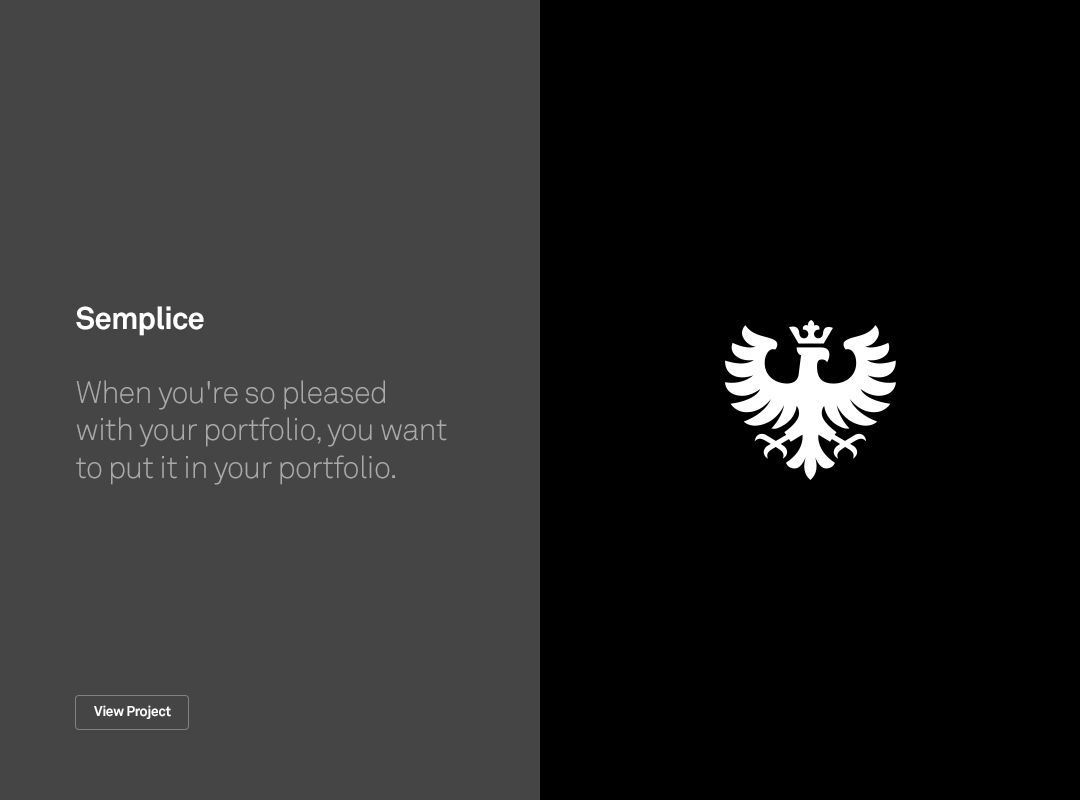 Semplice
When you're so pleased
with your portfolio, you want
to put it in your portfolio.
View Project